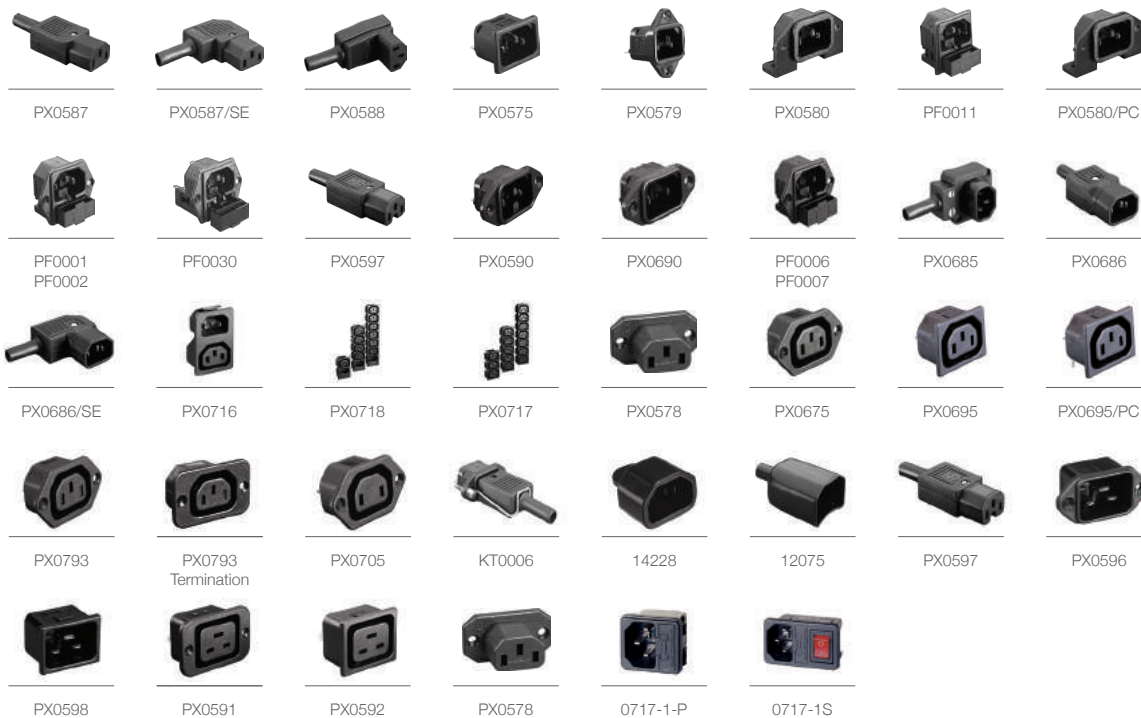 PX0587 PX0587/SE PX0588 PX0575 PX0579 PX0580 PF0011 PX0580/PC
PF0001 PF0030 PX0597 PX0590 PX0690 PF0006 PX0685 PX0686
PF0002 PF0007
PX0686/SE PX0716 PX0718 PX0717 PX0578 PX0675 PX0695 PX0695/PC
PX0793 PX0793 PX0705 KT0006 14228 12075 PX0597 PX0596
Termination
PX0598 PX0591 PX0592 PX0578 0717-1-P 0717-1S